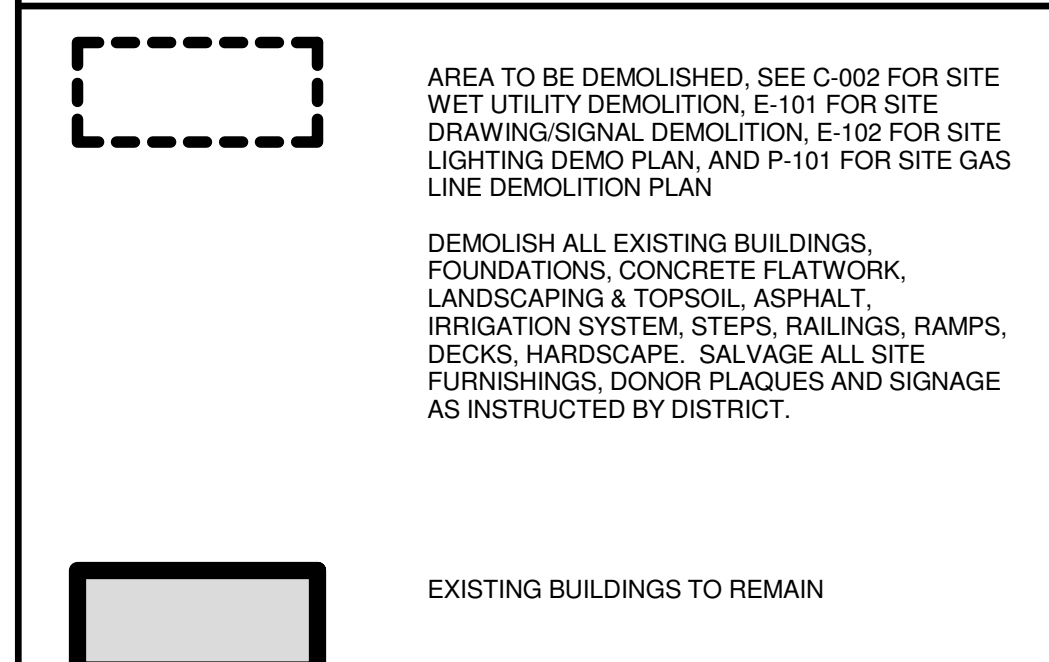 AREA TO BE DEMOLISHED, SEE C-002 FOR SITE
WET UTILITY DEMOLITION, E-101 FOR SITE
DRAWING/SIGNAL DEMOLITION, E-102 FOR SITE
LIGHTING DEMO PLAN, AND P-101 FOR SITE GAS
LINE DEMOLITION PLAN
DEMOLISH ALL EXISTING BUILDINGS,
FOUNDATIONS, CONCRETE FLATWORK,
LANDSCAPING & TOPSOIL, ASPHALT,
IRRIGATION SYSTEM, STEPS, RAILINGS, RAMPS,
DECKS, HARDSCAPE.  SALVAGE ALL SITE
FURNISHINGS, DONOR PLAQUES AND SIGNAGE
AS INSTRUCTED BY DISTRICT.
EXISTING BUILDINGS TO REMAIN